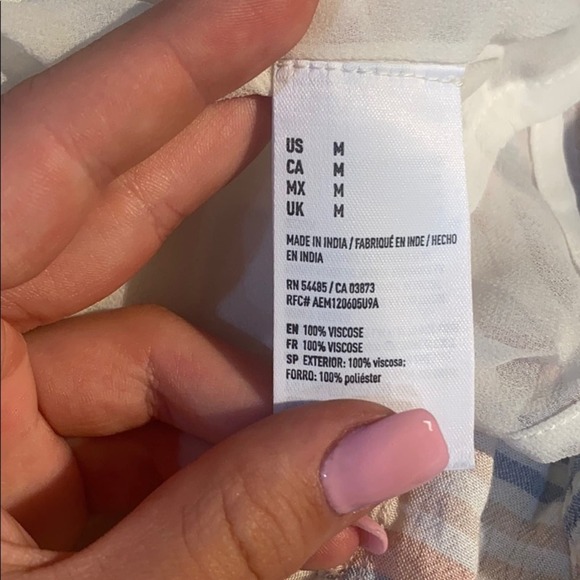 US M
CA M
MX M
UK M
MADE IN INDIA / FABRIQUÉ EN INDE / HECHO
EN INDIA
RN 54485 / CA 03873
RFC# AEM120605U9A
EN 100% VISCOSE
FR 100% VISCOSE
SP EXTERIOR: 100% viscosa;
FORRO: 100% poliéster